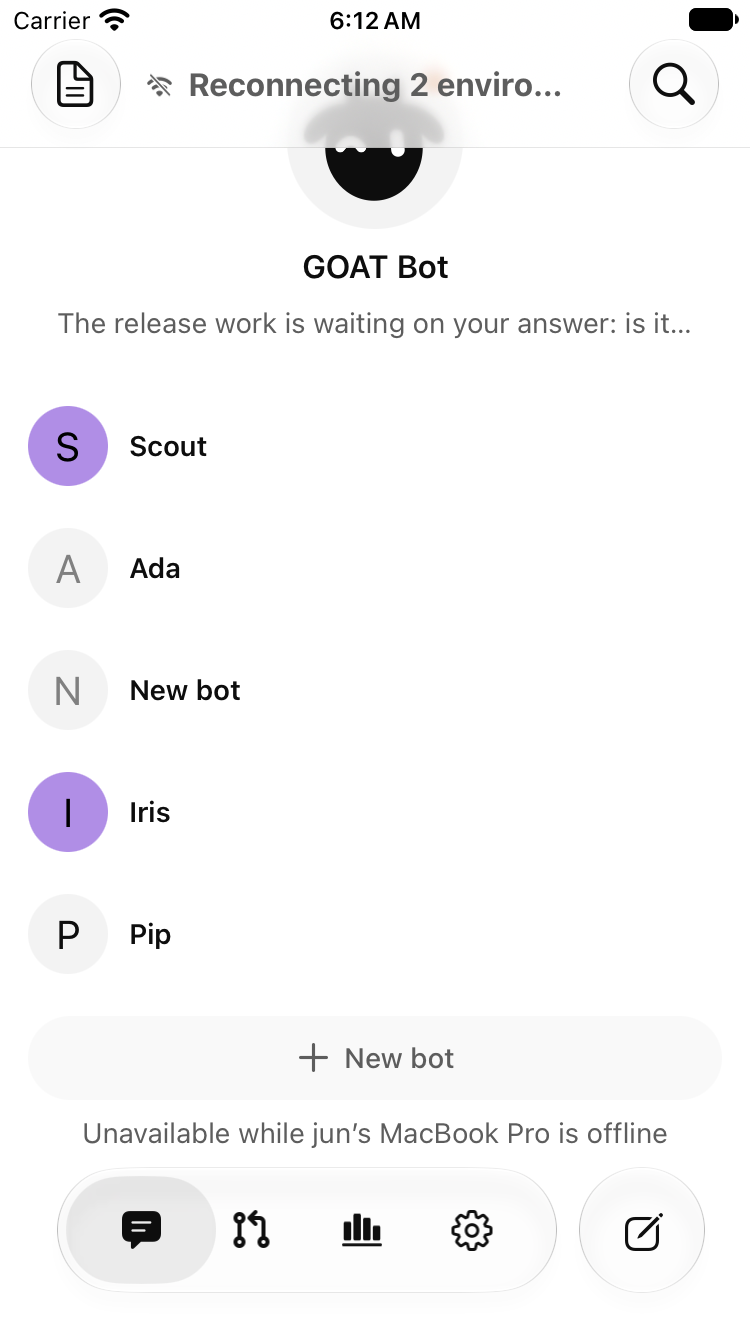 Carrier
6:12 AM
Reconnecting 2 enviro...
GOAT Bot
The release work is waiting on your answer: is it...
S
Scout
A
Ada
N
New bot
I
Iris
P
Pip
New bot
Unavailable while jun’s MacBook Pro is offline